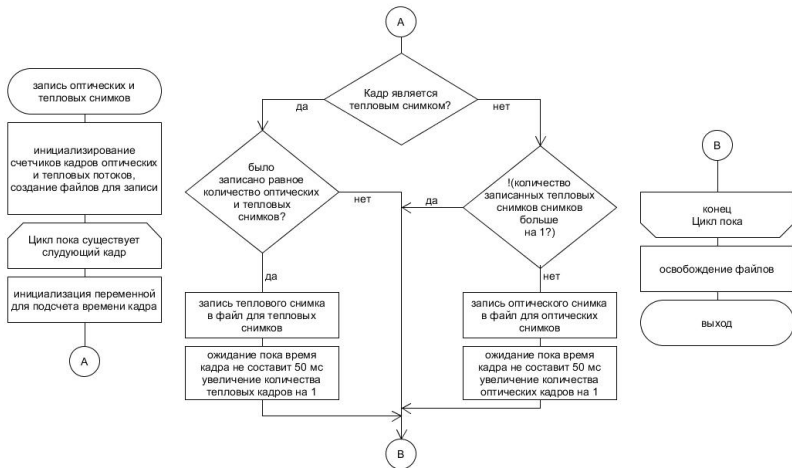 запись оптических и
тепловых снимков
инициализирование
счетчиков кадров оптических
и тепловых потоков,
создание файлов для записи
Цикл пока существует
слудующий кадр
инициализация переменной
для подсчета времени кадра
А
А
Кадр является
тепловым снимком?
да
нет
было
записано равное
количество оптических
и тепловых
снимков?
нет
да
!(количество
записанных тепловых
снимков снимков
больше
на 1?)
да
нет
запись теплового снимка
в файл для тепловых
снимков
ожидание пока время
кадра не составит 50 мс
увеличение количества
тепловых кадров на 1
запись оптического снимка
в файл для оптических
снимков
ожидание пока время
кадра не составит 50 мс
увеличение количества
оптических кадров на 1
В
В
конец
Цикл пока
освобождение файлов
выход